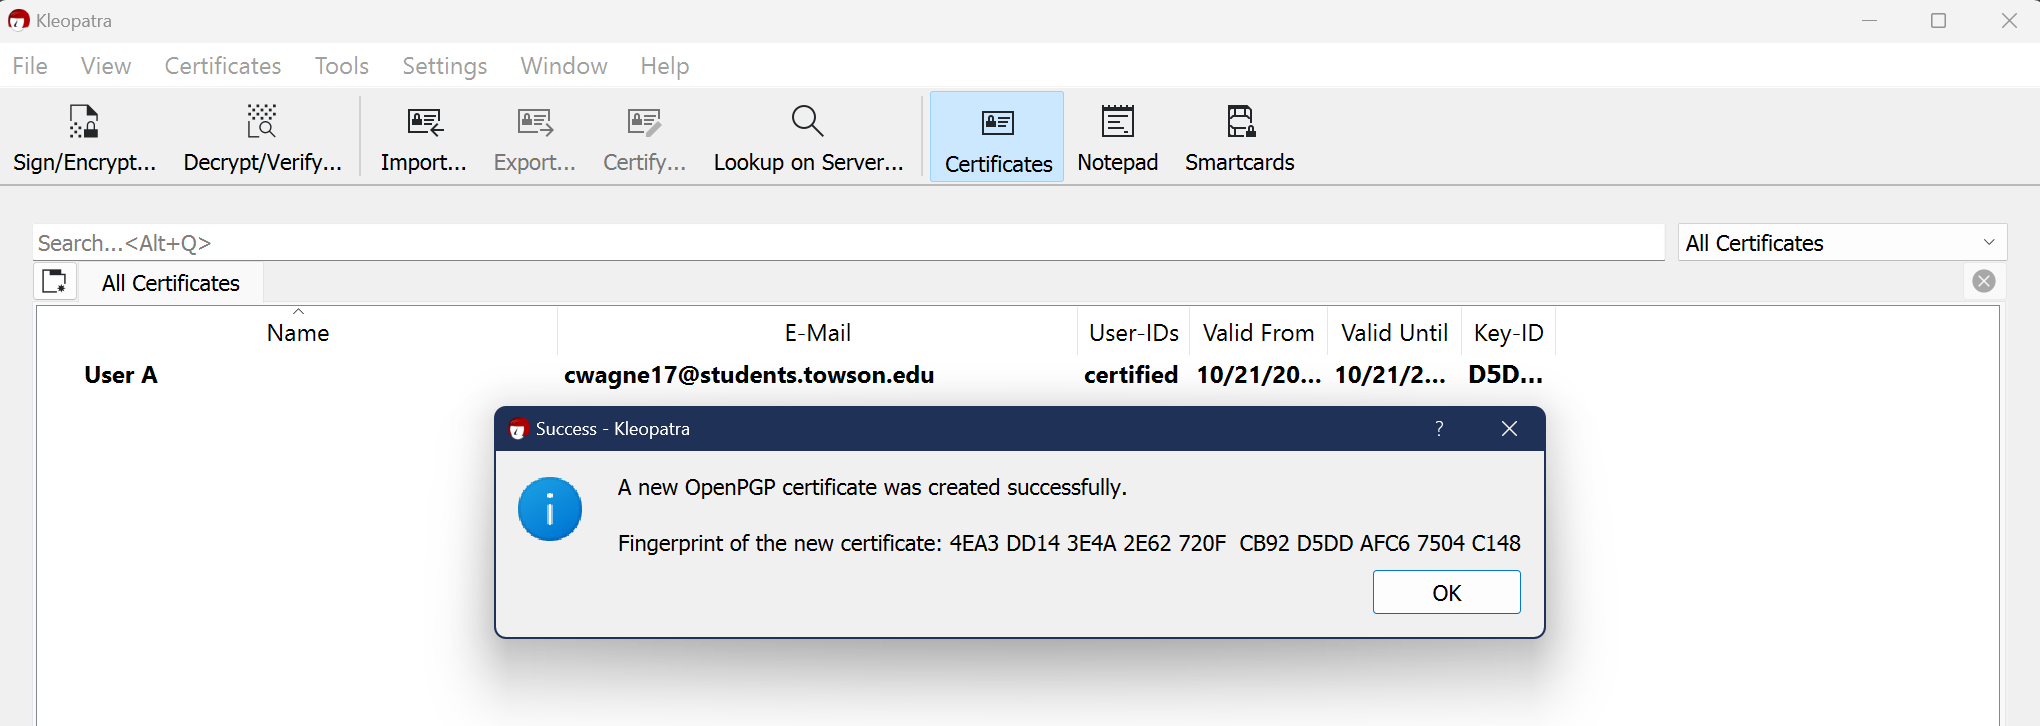 Kleopatra
File View Certificates Tools Settings Window Help
Sign/Encrypt... Decrypt/Verify... Import... Export... Certify... Lookup on Server... Certificates Notepad Smartcards
Search...<Alt+Q> All Certificates
All Certificates
Name E-Mail User-IDs Valid From Valid Until Key-ID
User A cwagne17@students.towson.edu certified 10/21/20... 10/21/2... D5D...
Success - Kleopatra ?
A new OpenPGP certificate was created successfully.
Fingerprint of the new certificate: 4EA3 DD14 3E4A 2E62 720F  CB92 D5DD AFC6 7504 C148
OK